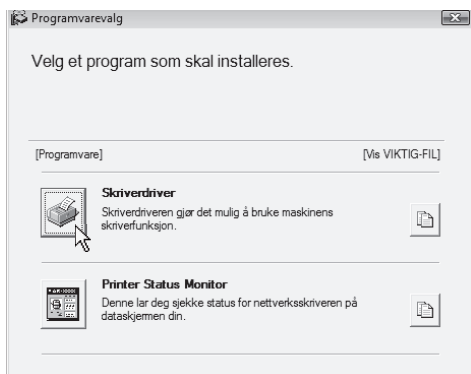 Programvarevalg
Velg et program som skal installeres.
[Programvare] [Vis VIKTIG-FIL]
Skriverdriver
Skriverdriveren gjør det mulig å bruke maskinens
skriverfunksjon.
Printer Status Monitor
Denne lar deg sjekke status for nettverksskriveren på
dataskjermen din.